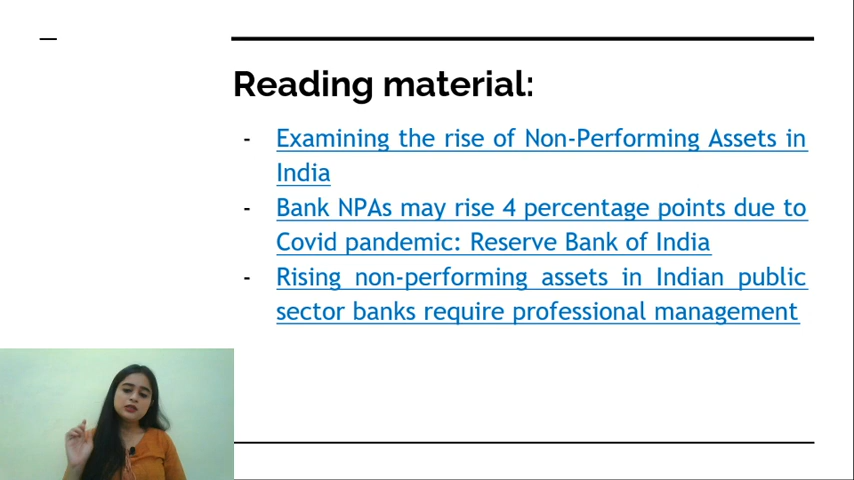 Reading material:
- Examining the rise of Non-Performing Assets in
India
- Bank NPAs may rise 4 percentage points due to
Covid pandemic: Reserve Bank of India
- Rising non-performing assets in Indian public
sector banks require professional management